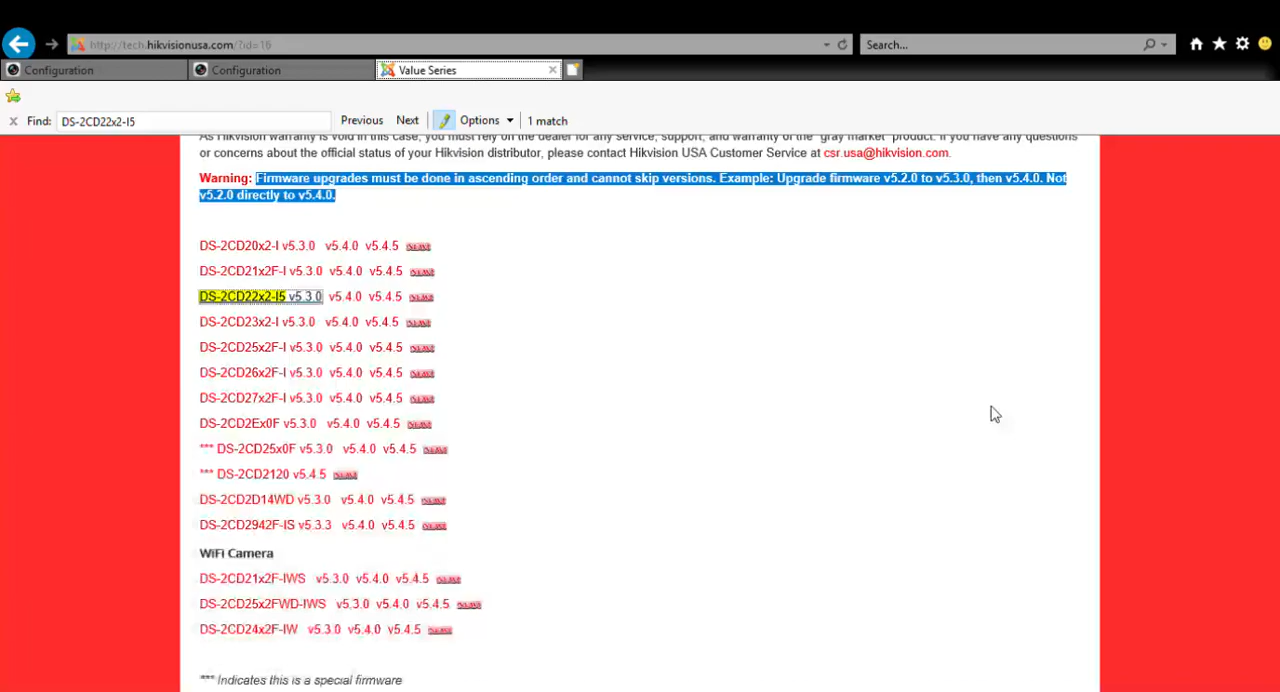 http://tech.hikvisionusa.com/?id=16
Search...
Configuration
Configuration
Value Series
Find: DS-2CD22x2-I5 Previous Next Options 1 match
As Hikvision warranty is void in this case, you must rely on the dealer for any service, support, and warranty of the "gray market" product. If you have any questions
or concerns about the official status of your Hikvision distributor, please contact Hikvision USA Customer Service at csr.usa@hikvision.com.
Warning: Firmware upgrades must be done in ascending order and cannot skip versions. Example: Upgrade firmware v5.2.0 to v5.3.0, then v5.4.0. Not
v5.2.0 directly to v5.4.0.
DS-2CD20x2-I v5.3.0 v5.4.0 v5.4.5
DS-2CD21x2F-I v5.3.0 v5.4.0 v5.4.5
DS-2CD22x2-I5 v5.3.0 v5.4.0 v5.4.5
DS-2CD23x2-I v5.3.0 v5.4.0 v5.4.5
DS-2CD25x2F-I v5.3.0 v5.4.0 v5.4.5
DS-2CD26x2F-I v5.3.0 v5.4.0 v5.4.5
DS-2CD27x2F-I v5.3.0 v5.4.0 v5.4.5
DS-2CD2Ex0F v5.3.0 v5.4.0 v5.4.5
*** DS-2CD25x0F v5.3.0 v5.4.0 v5.4.5
*** DS-2CD2120 v5.4.5
DS-2CD2D14WD v5.3.0 v5.4.0 v5.4.5
DS-2CD2942F-IS v5.3.3 v5.4.0 v5.4.5
WiFi Camera
DS-2CD21x2F-IWS v5.3.0 v5.4.0 v5.4.5
DS-2CD25x2FWD-IWS v5.3.0 v5.4.0 v5.4.5
DS-2CD24x2F-IW v5.3.0 v5.4.0 v5.4.5
*** Indicates this is a special firmware